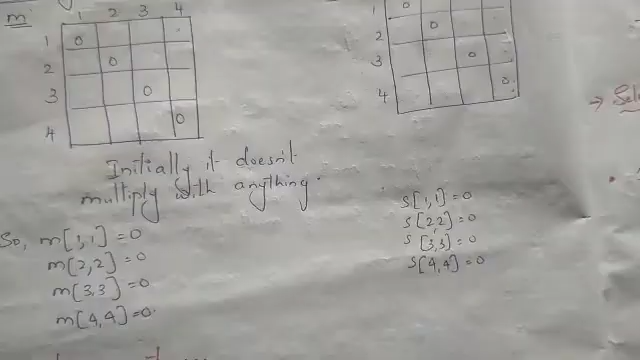 m
1 2 3 4
1 0
2 0
3 0
4 0
1 0
2 0
3 0
4 0
Initially it doesn't
multiply with anything.
So, m[1,1]=0
m[2,2]=0
m[3,3]=0
m[4,4]=0
S[1,1]=0
S[2,2]=0
S[3,3]=0
S[4,4]=0